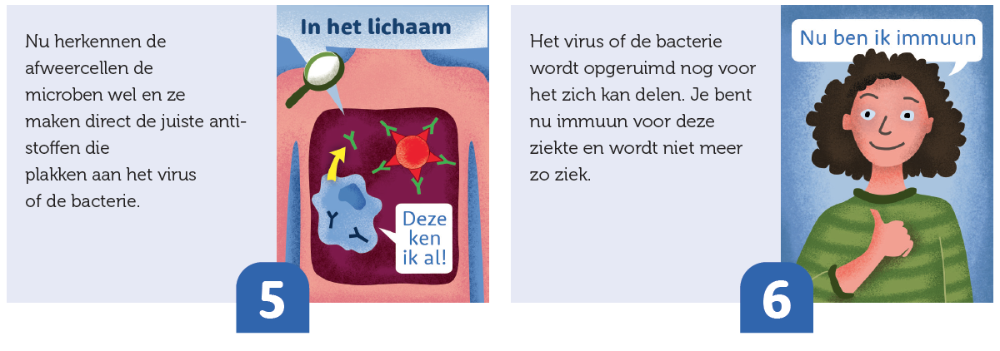 Nu herkennen de
afweercellen de
microben wel en ze
maken direct de juiste anti-
stoffen die
plakken aan het virus
of de bacterie.
In het lichaam
Deze
ken
ik al!
5
Het virus of de bacterie
wordt opgeruimd nog voor
het zich kan delen. Je bent
nu immuun voor deze
ziekte en wordt niet meer
zo ziek.
Nu ben ik immuun
6